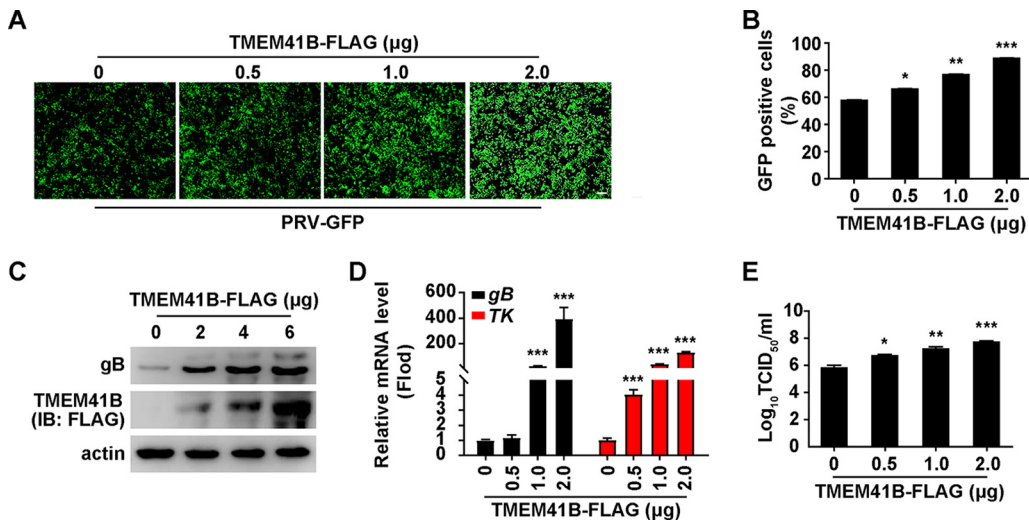 A
TMEM41B-FLAG (μg)
0 0.5 1.0 2.0
PRV-GFP
B
GFP positive cells
(%)
100
80
60
40
20
0
* ** ***
0 0.5 1.0 2.0
TMEM41B-FLAG (μg)
C
TMEM41B-FLAG (μg)
0 2 4 6
gB
TMEM41B
(IB: FLAG)
actin
D
Relative mRNA level
(Flod)
600
400
200
5
4
3
2
1
0
gB
TK
*** *** *** *** ***
0 0.5 1.0 2.0 0 0.5 1.0 2.0
TMEM41B-FLAG (μg)
E
Log10 TCID50/ml
10
8
6
4
2
0
* ** ***
0 0.5 1.0 2.0
TMEM41B-FLAG (μg)